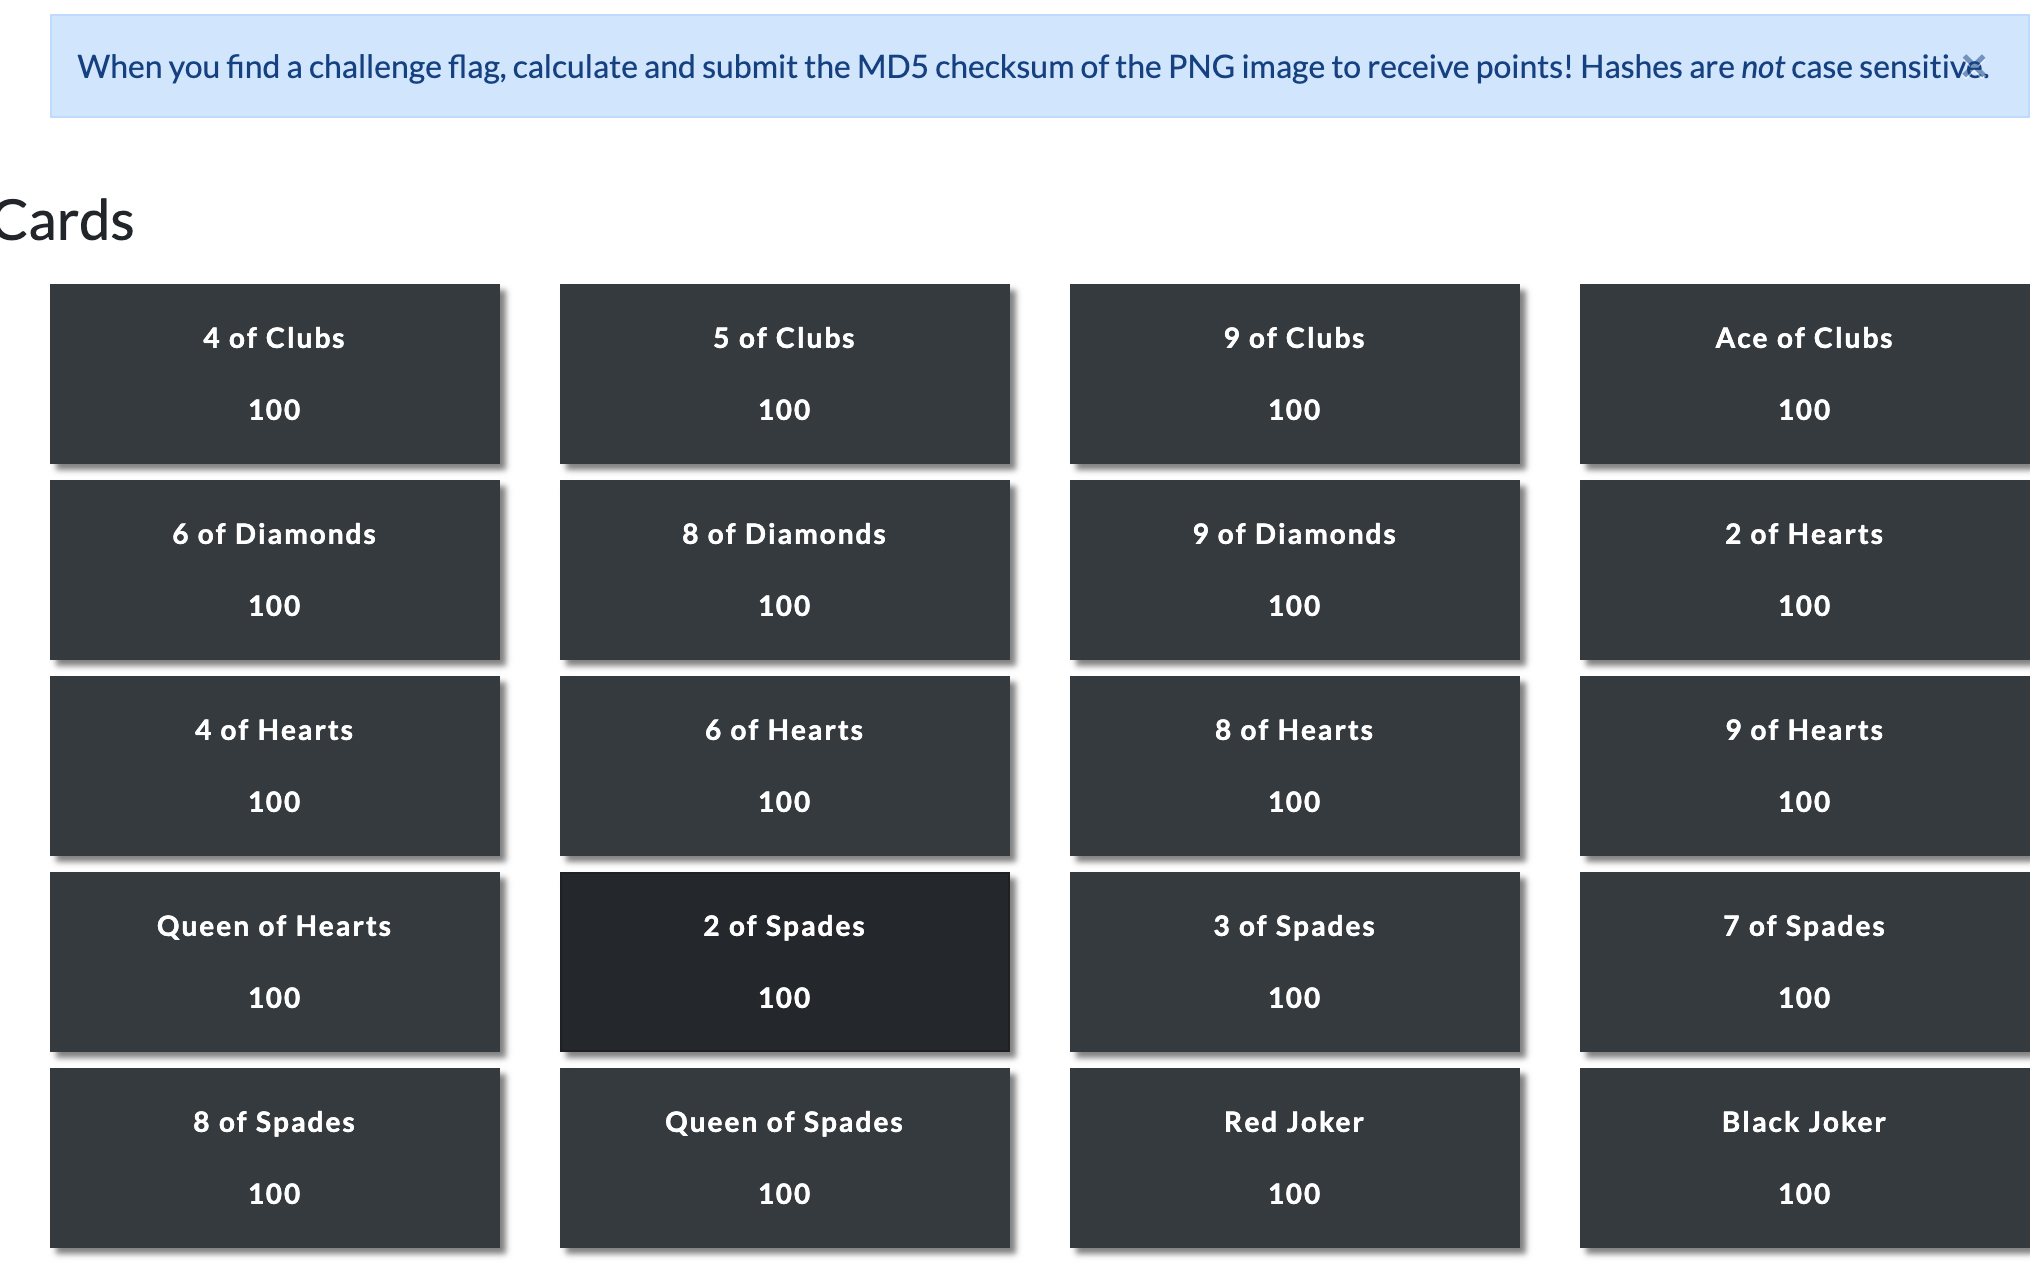 When you find a challenge flag, calculate and submit the MD5 checksum of the PNG image to receive points! Hashes are not case sensitive.
Cards
4 of Clubs
100
5 of Clubs
100
9 of Clubs
100
Ace of Clubs
100
6 of Diamonds
100
8 of Diamonds
100
9 of Diamonds
100
2 of Hearts
100
4 of Hearts
100
6 of Hearts
100
8 of Hearts
100
9 of Hearts
100
Queen of Hearts
100
2 of Spades
100
3 of Spades
100
7 of Spades
100
8 of Spades
100
Queen of Spades
100
Red Joker
100
Black Joker
100